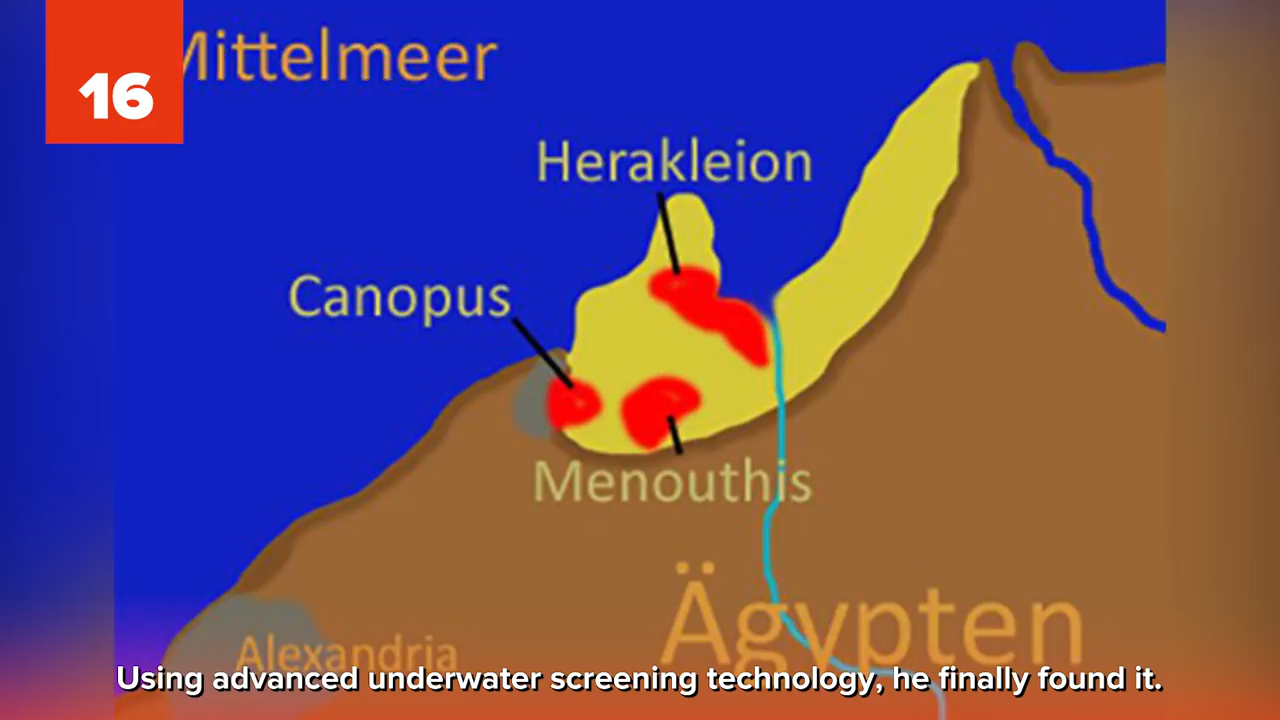 16
Mittelmeer
Herakleion
Canopus
Menouthis
Ägypten
Alexandria
Using advanced underwater screening technology, he finally found it.